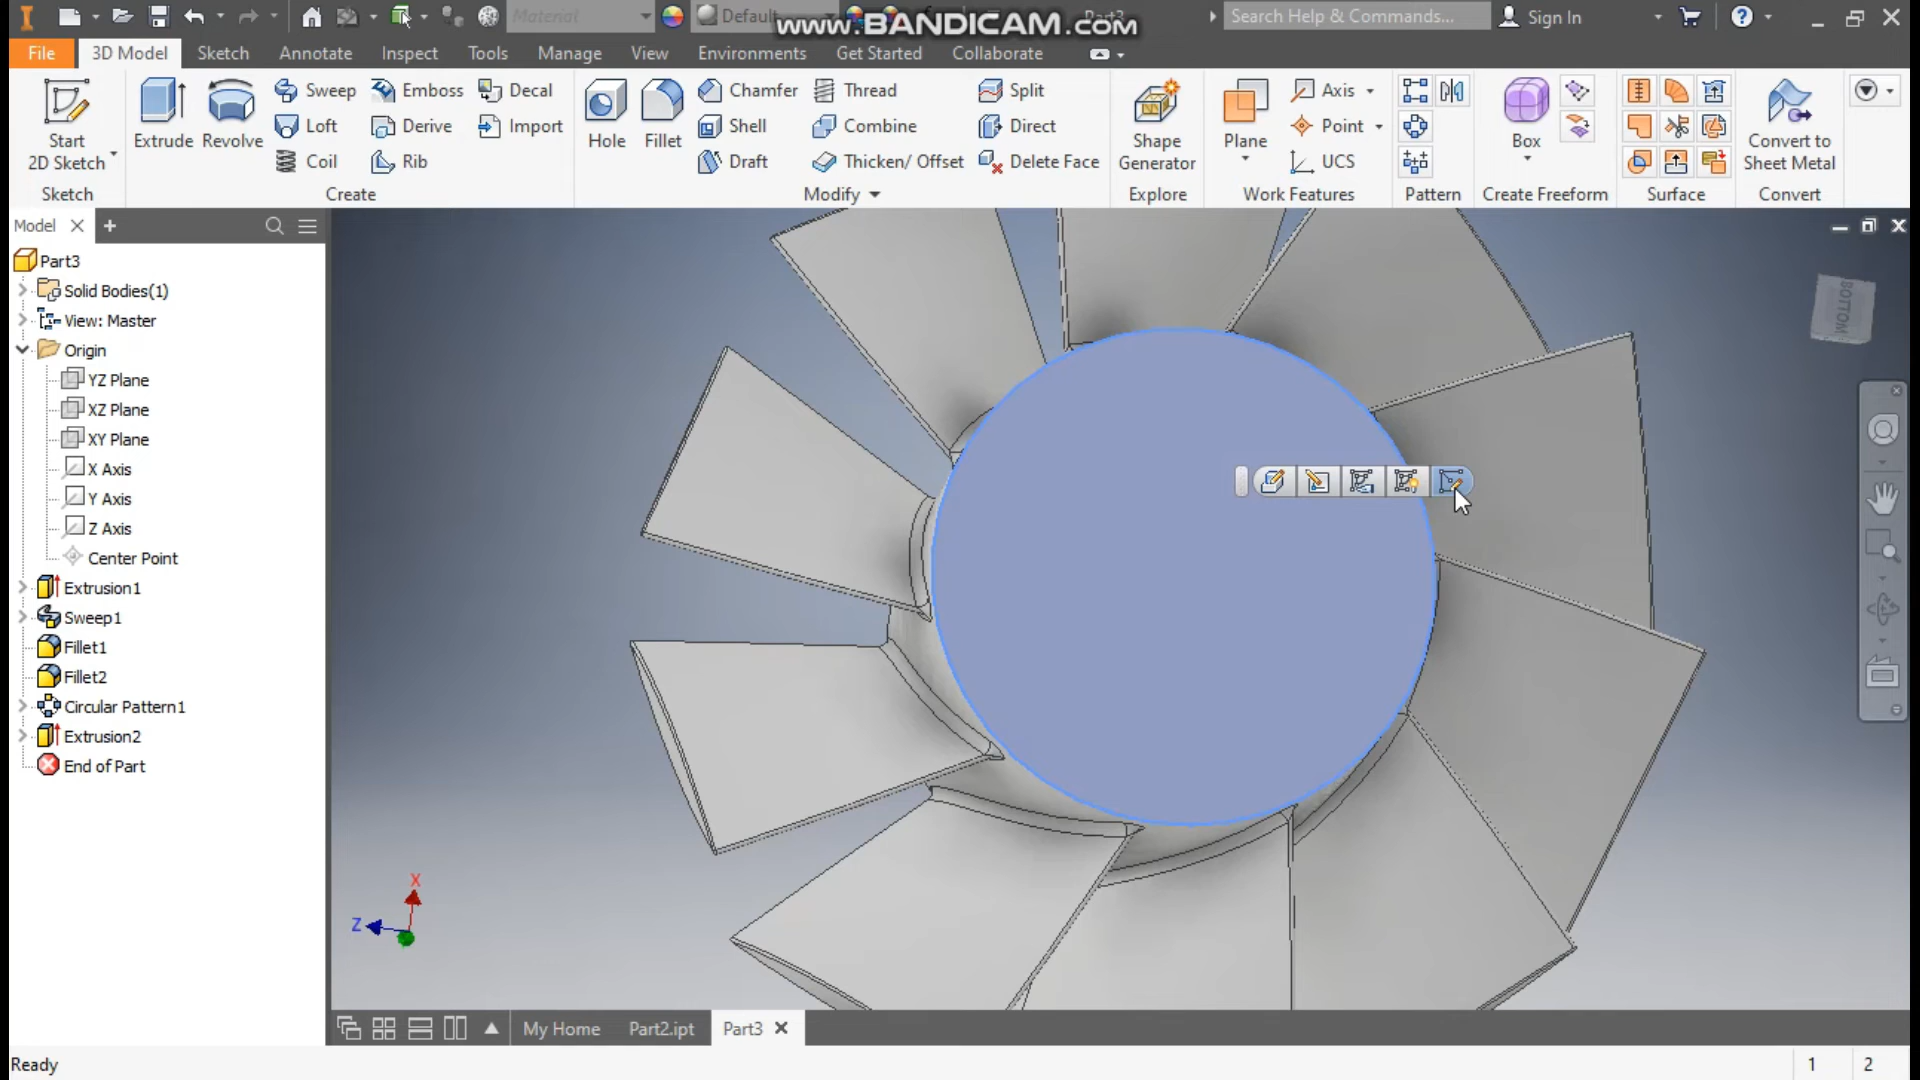 Material
Default
www.BANDICAM.com
Part3
Search Help & Commands...
Sign In
File
3D Model
Sketch
Annotate
Inspect
Tools
Manage
View
Environments
Get Started
Collaborate
Start
2D Sketch
Sketch
Extrude
Revolve
Sweep
Loft
Coil
Emboss
Derive
Rib
Decal
Import
Create
Hole
Fillet
Chamfer
Shell
Draft
Thread
Combine
Thicken/ Offset
Split
Direct
Delete Face
Modify
Shape
Generator
Explore
Plane
Axis
Point
UCS
Work Features
Pattern
Box
Create Freeform
Surface
Convert to
Sheet Metal
Convert
Model
Part3
Solid Bodies(1)
View: Master
Origin
YZ Plane
XZ Plane
XY Plane
X Axis
Y Axis
Z Axis
Center Point
Extrusion1
Sweep1
Fillet1
Fillet2
Circular Pattern1
Extrusion2
End of Part
BOTTOM
X
Z
My Home
Part2.ipt
Part3
Ready
1
2